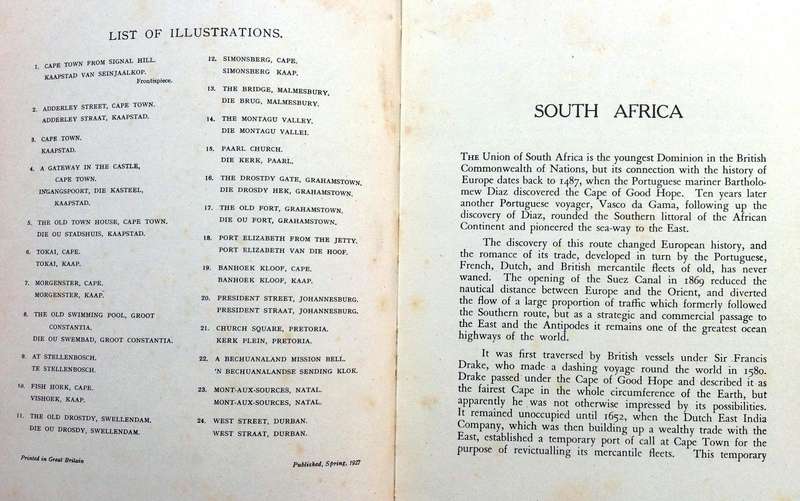 LIST OF ILLUSTRATIONS.
1. CAPE TOWN FROM SIGNAL HILL.
KAAPSTAD VAN SEINJAALKOP.
Frontispiece.
2. ADDERLEY STREET, CAPE TOWN.
ADDERLEY STRAAT, KAAPSTAD.
3. CAPE TOWN.
KAAPSTAD.
4. A GATEWAY IN THE CASTLE,
CAPE TOWN.
INGANGSPOORT, DIE KASTEEL,
KAAPSTAD.
5. THE OLD TOWN HOUSE, CAPE TOWN.
DIE OU STADSHUIS, KAAPSTAD.
6. TOKAI, CAPE.
TOKAI, KAAP.
7. MORGENSTER, CAPE.
MORGENSTER, KAAP.
8. THE OLD SWIMMING POOL, GROOT
CONSTANTIA.
DIE OU SWEMBAD, GROOT CONSTANTIA.
9. AT STELLENBOSCH.
TE STELLENBOSCH.
10. FISH HOEK, CAPE.
VISHOEK, KAAP.
11. THE OLD DROSTDY, SWELLENDAM.
DIE OU DROSDY, SWELLENDAM.
12. SIMONSBERG, CAPE.
SIMONSBERG KAAP.
13. THE BRIDGE, MALMESBURY.
DIE BRUG, MALMESBURY.
14. THE MONTAGU VALLEY.
DIE MONTAGU VALLEI.
15. PAARL CHURCH.
DIE KERK, PAARL.
16. THE DROSTDY GATE, GRAHAMSTOWN.
DIE DROSDY HEK, GRAHAMSTOWN.
17. THE OLD FORT, GRAHAMSTOWN.
DIE OU FORT, GRAHAMSTOWN.
18. PORT ELIZABETH FROM THE JETTY.
PORT ELIZABETH VAN DIE HOOF.
19. BANHOEK KLOOF, CAPE.
BANHOEK KLOOF, KAAP.
20. PRESIDENT STREET, JOHANNESBURG.
PRESIDENT STRAAT, JOHANNESBURG.
21. CHURCH SQUARE, PRETORIA.
KERK PLEIN, PRETORIA.
22. A BECHUANALAND MISSION BELL.
'N BECHUANALANDSE SENDING KLOK.
23. MONT-AUX-SOURCES, NATAL.
MONT-AUX-SOURCES, NATAL.
24. WEST STREET, DURBAN.
WEST STRAAT, DURBAN.
Printed in Great Britain
Published, Spring, 1927
SOUTH AFRICA
THE Union of South Africa is the youngest Dominion in the British
Commonwealth of Nations, but its connection with the history of
Europe dates back to 1487, when the Portuguese mariner Bartholo-
mew Diaz discovered the Cape of Good Hope. Ten years later
another Portuguese voyager, Vasco da Gama, following up the
discovery of Diaz, rounded the Southern littoral of the African
Continent and pioneered the sea-way to the East.
The discovery of this route changed European history, and
the romance of its trade, developed in turn by the Portuguese,
French, Dutch, and British mercantile fleets of old, has never
waned. The opening of the Suez Canal in 1869 reduced the
nautical distance between Europe and the Orient, and diverted
the flow of a large proportion of traffic which formerly followed
the Southern route, but as a strategic and commercial passage to
the East and the Antipodes it remains one of the greatest ocean
highways of the world.
It was first traversed by British vessels under Sir Francis
Drake, who made a dashing voyage round the world in 1580.
Drake passed under the Cape of Good Hope and described it as
the fairest Cape in the whole circumference of the Earth, but
apparently he was not otherwise impressed by its possibilities.
It remained unoccupied until 1652, when the Dutch East India
Company, which was then building up a wealthy trade with the
East, established a temporary port of call at Cape Town for the
purpose of revictualling its mercantile fleets. This temporary